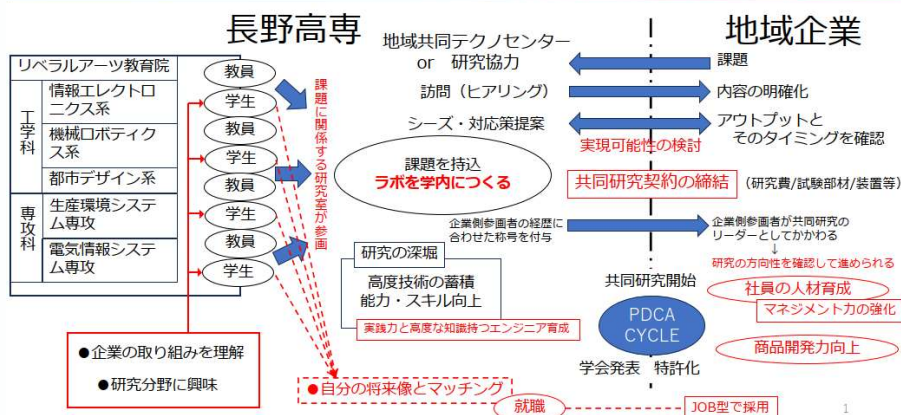 長野高専
地域企業
リベラルアーツ教育院
工学科
情報エレクトロ
ニクス系
機械ロボティク
ス系
都市デザイン系
専攻科
生産環境システ
ム専攻
電気情報システ
ム専攻
教員
学生
教員
学生
教員
学生
教員
学生
課題に関係する研究室が参画
地域共同テクノセンター
or 研究協力
課題
訪問（ヒアリング）
内容の明確化
シーズ・対応策提案
アウトプットと
そのタイミングを確認
実現可能性の検討
課題を持込
ラボを学内につくる
共同研究契約の締結
（研究費/試験部材/装置等）
企業側参画者の経歴に
合わせた称号を付与
企業側参画者が共同研究の
リーダーとしてかかわる
↓
研究の方向性を確認して進められる
研究の深堀
高度技術の蓄積
能力・スキル向上
実践力と高度な知識持つエンジニア育成
共同研究開始
PDCA
CYCLE
学会発表 特許化
社員の人材育成
マネジメント力の強化
商品開発力向上
●企業の取り組みを理解
●研究分野に興味
●自分の将来像とマッチング
就職
JOB型で採用
1